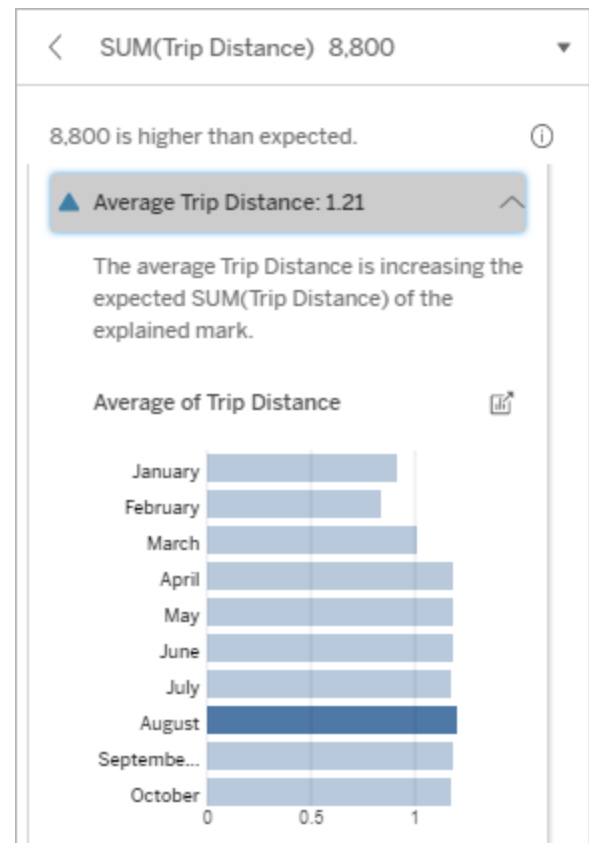 SUM(Trip Distance) 8,800
8,800 is higher than expected.
Average Trip Distance: 1.21
The average Trip Distance is increasing the
expected SUM(Trip Distance) of the
explained mark.
Average of Trip Distance
January
February
March
April
May
June
July
August
Septembe...
October
0 0.5 1